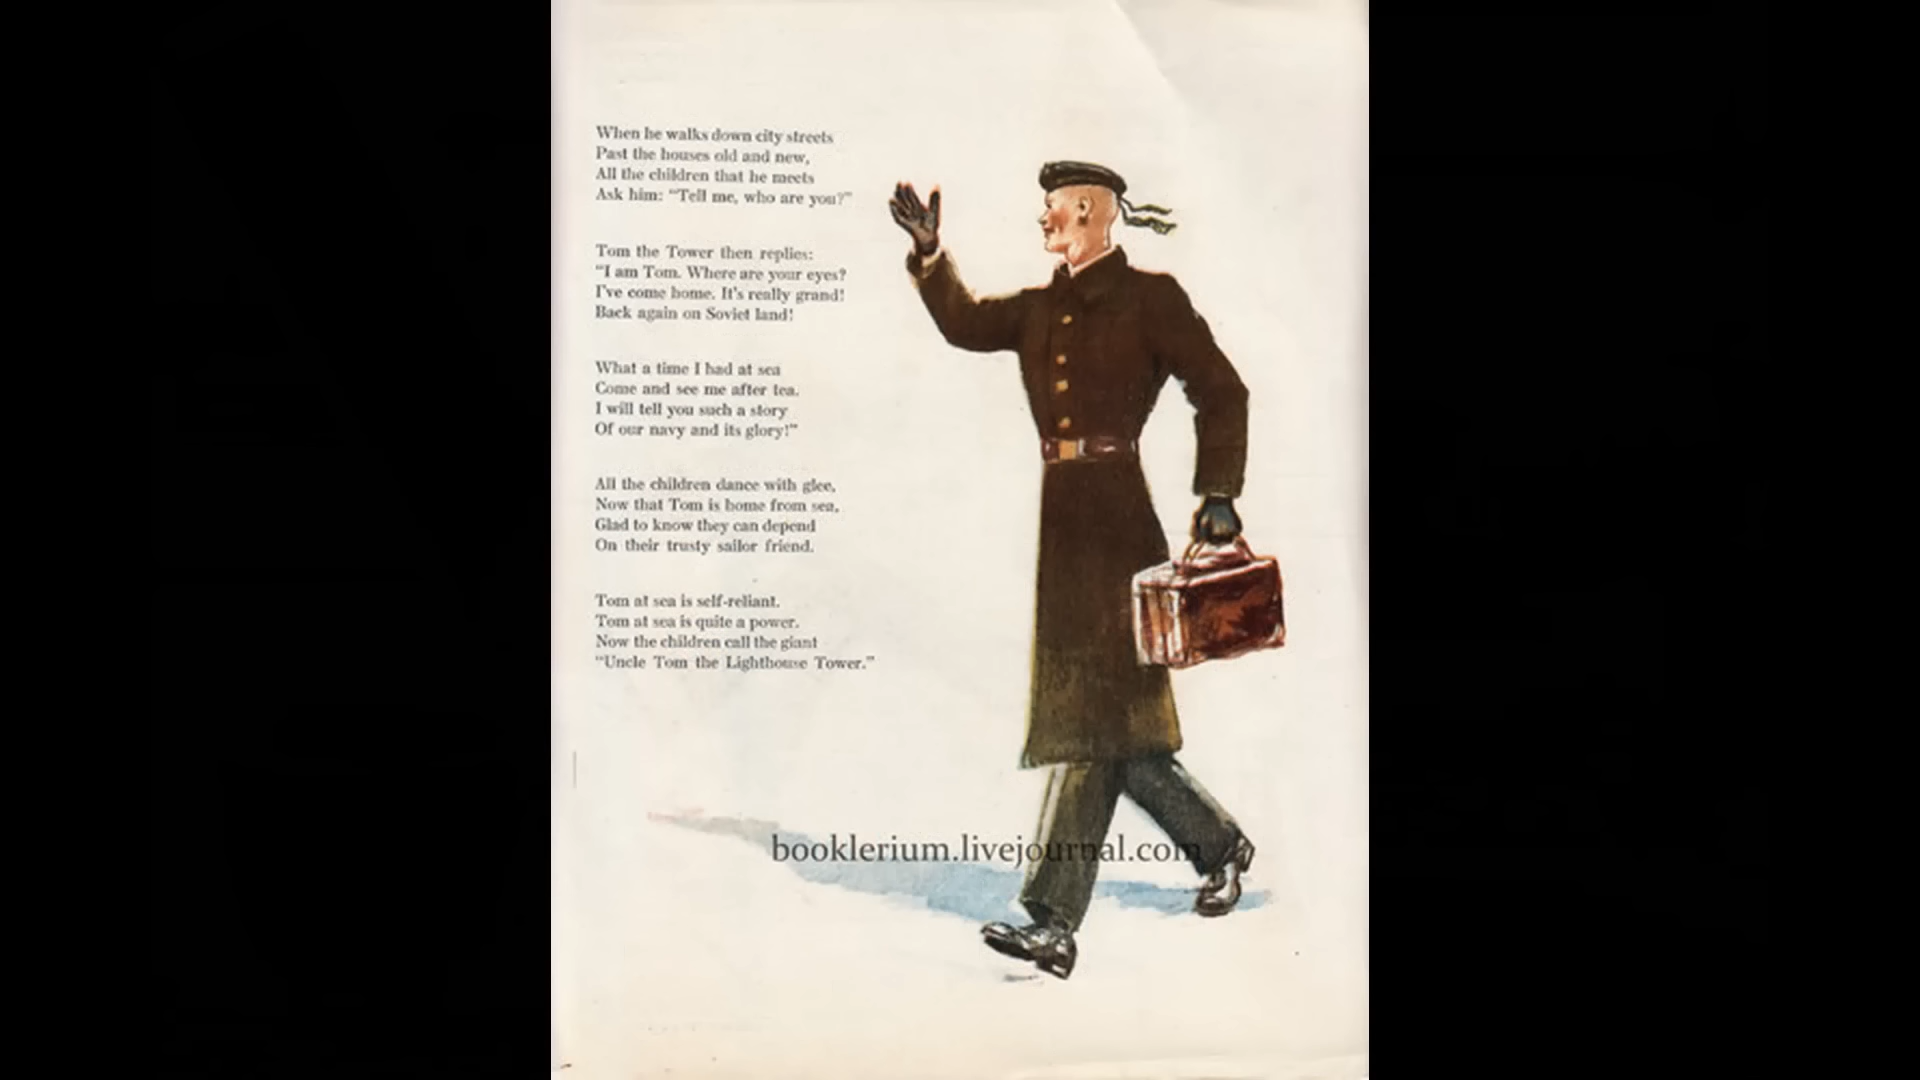 When he walks down city streets
Past the houses old and new,
All the children that he meets
Ask him: "Tell me, who are you?"
Tom the Tower then replies:
"I am Tom. Where are your eyes?
I've come home. It's really grand!
Back again on Soviet land!
What a time I had at sea
Come and see me after tea.
I will tell you such a story
Of our navy and its glory!"
All the children dance with glee,
Now that Tom is home from sea,
Glad to know they can depend
On their trusty sailor friend.
Tom at sea is self-reliant.
Tom at sea is quite a power.
Now the children call the giant
"Uncle Tom the Lighthouse Tower."
booklerium.livejournal.com